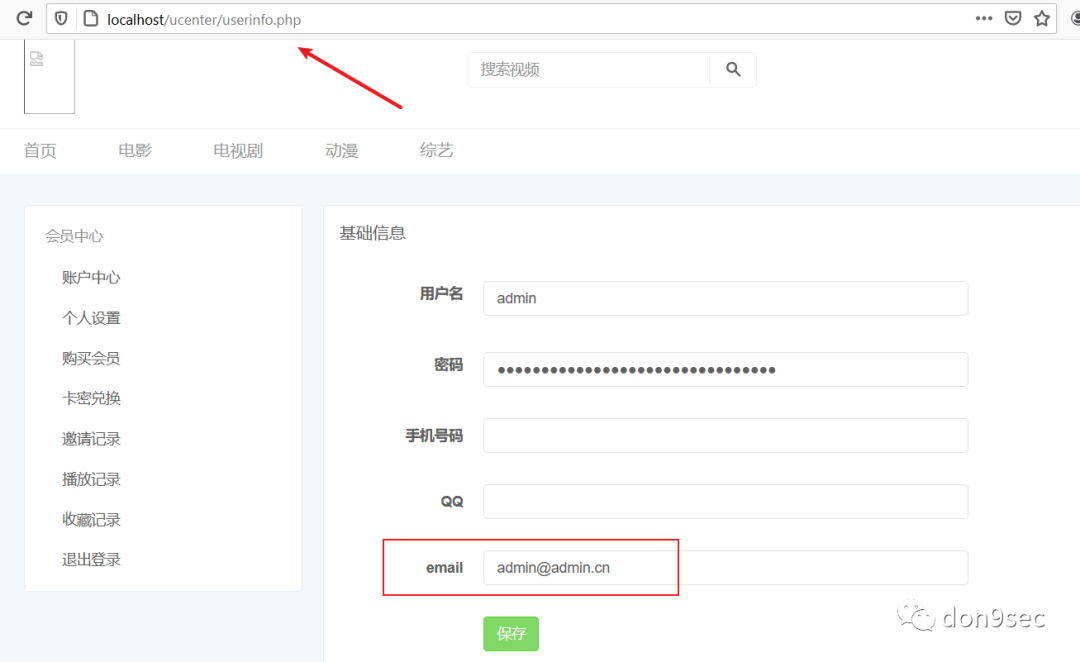 localhost/ucenter/userinfo.php
搜索视频
首页 电影 电视剧 动漫 综艺
会员中心
账户中心
个人设置
购买会员
卡密兑换
邀请记录
播放记录
收藏记录
退出登录
基础信息
用户名 admin
密码 ••••••••••••••••••••••••••••••••
手机号码
QQ
email admin@admin.cn
保存
don9sec